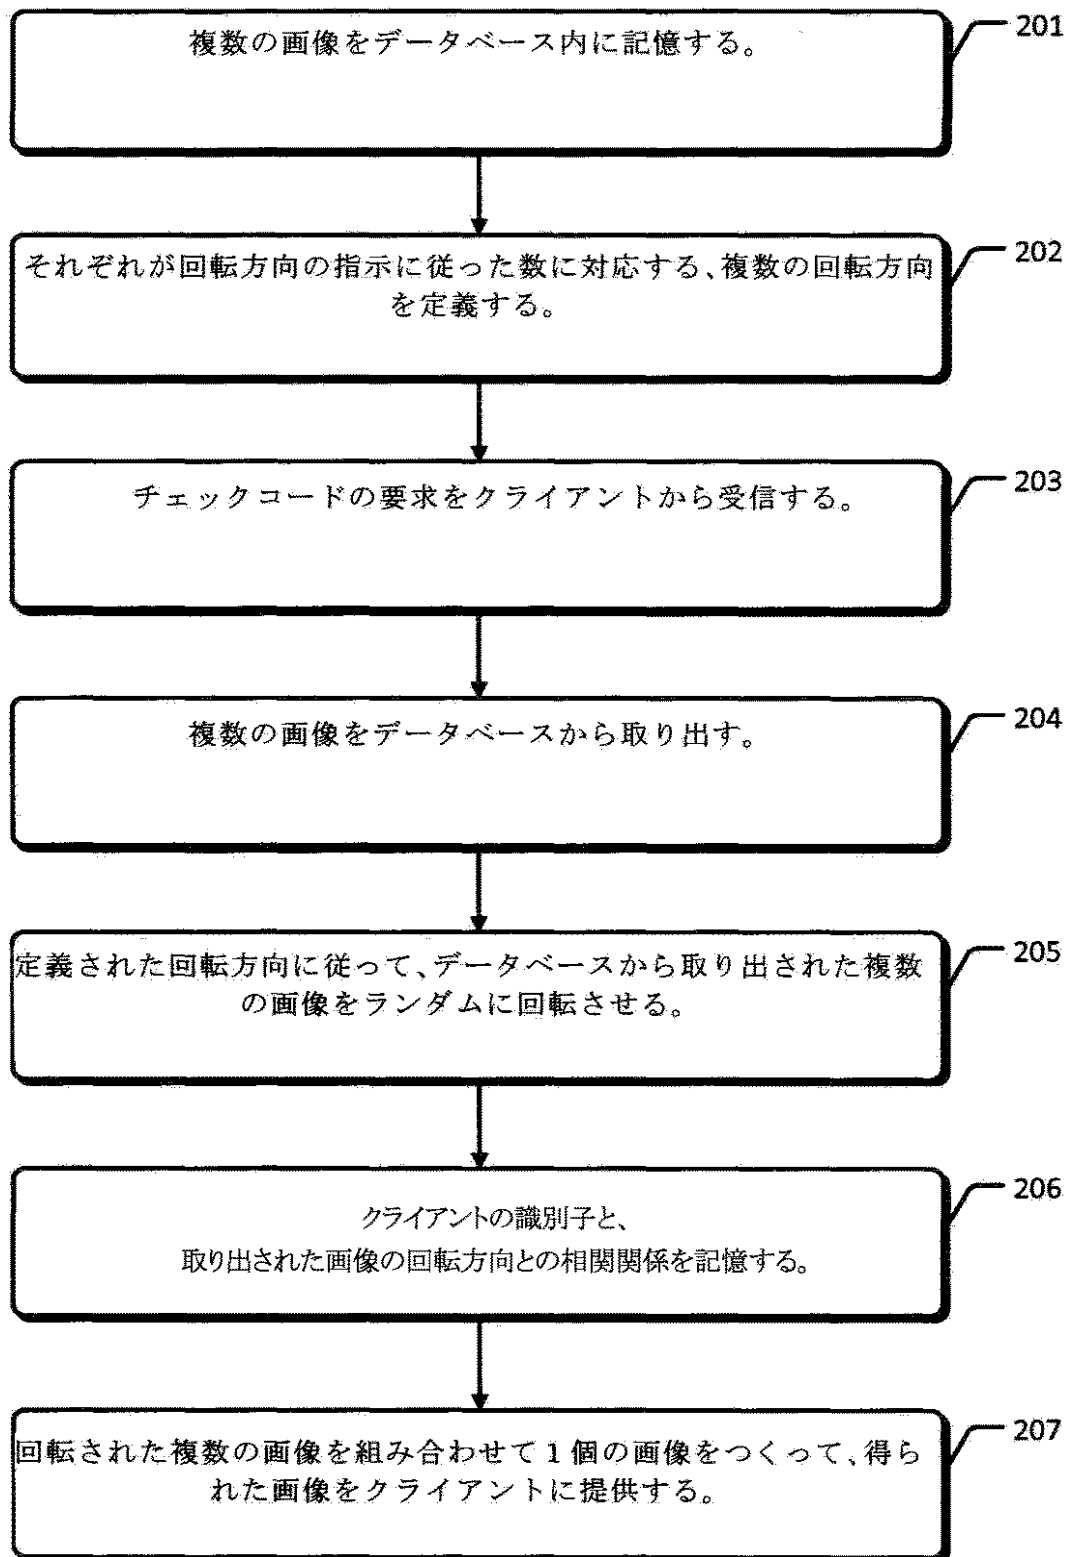 複数の画像をデータベース内に記憶する。
201
それぞれが回転方向の指示に従った数に対応する、複数の回転方向
を定義する。
202
チェックコードの要求をクライアントから受信する。
203
複数の画像をデータベースから取り出す。
204
定義された回転方向に従って、データベースから取り出された複数
の画像をランダムに回転させる。
205
クライアントの識別子と、
取り出された画像の回転方向との相関関係を記憶する。
206
回転された複数の画像を組み合わせて1個の画像をつくって、得ら
れた画像をクライアントに提供する。
207